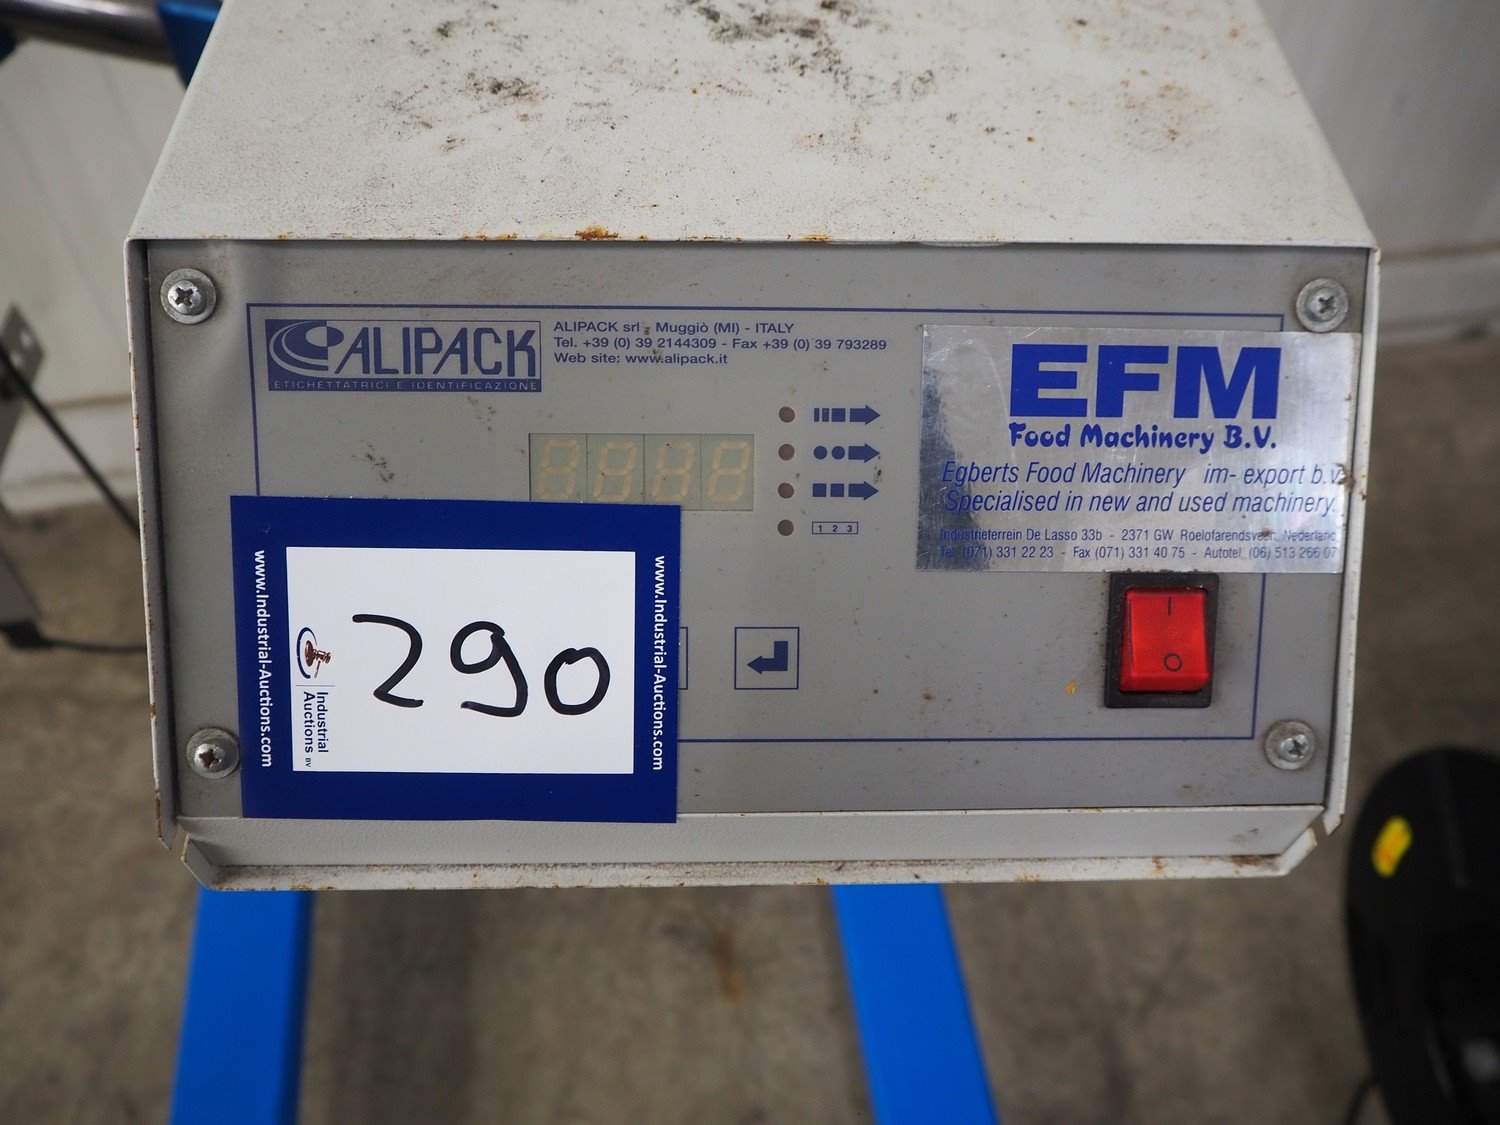 ALIPACK
ETICHETTATRICI E IDENTIFICAZIONE
ALIPACK srl - Muggiò (MI) - ITALY
Tel. +39 (0) 39 2144309 - Fax +39 (0) 39 793289
Web site: www.alipack.it
1 2 3
EFM
Food Machinery B.V.
Egberts Food Machinery im- export b.v.
Specialised in new and used machinery.
Industrieterrein De Lasso 33b - 2371 GW Roelofarendsveen, Nederland
Tel. (071) 331 22 23 - Fax (071) 331 40 75 - Autotel. (06) 513 266 07
www.Industrial-Auctions.com
Industrial
Auctions BV
290
www.Industrial-Auctions.com
I
O